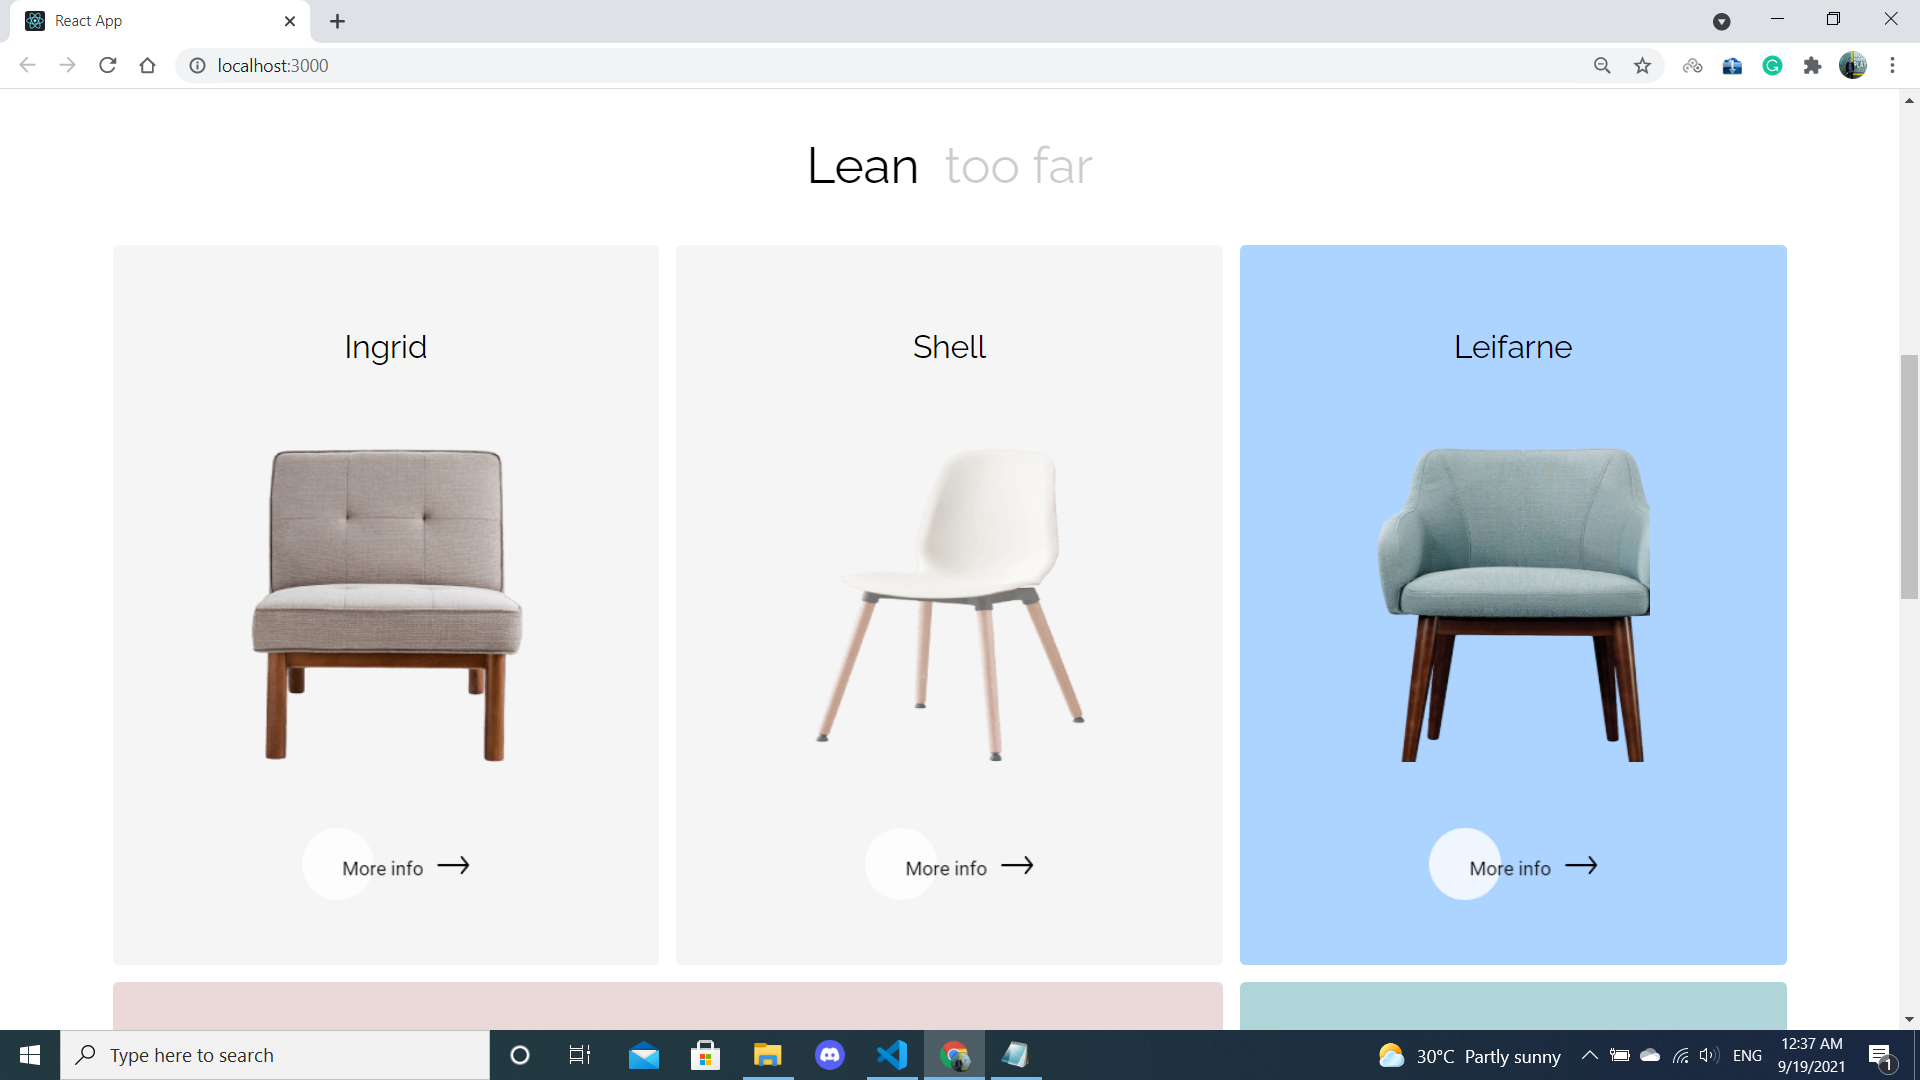 React App
localhost:3000
Lean too far
Ingrid
Shell
Leifarne
More info
More info
More info
Type here to search
30°C Partly sunny
ENG
12:37 AM
9/19/2021
1